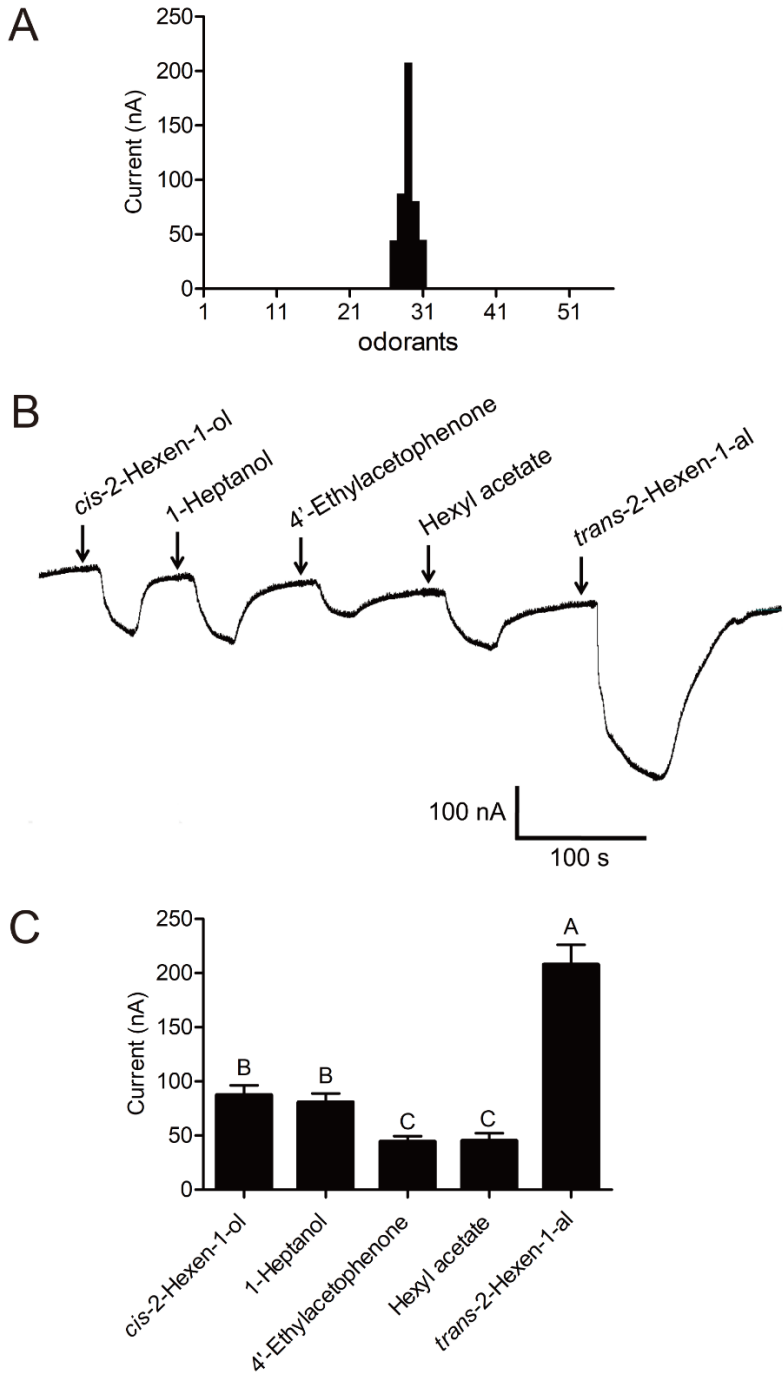 A
250
200
150
100
50
0
Current (nA)
1 11 21 31 41 51
odorants
B
cis-2-Hexen-1-ol
1-Heptanol
4'-Ethylacetophenone
Hexyl acetate
trans-2-Hexen-1-al
100 nA
100 s
C
250
200
150
100
50
0
Current (nA)
B
B
C
C
A
cis-2-Hexen-1-ol
1-Heptanol
4'-Ethylacetophenone
Hexyl acetate
trans-2-Hexen-1-al